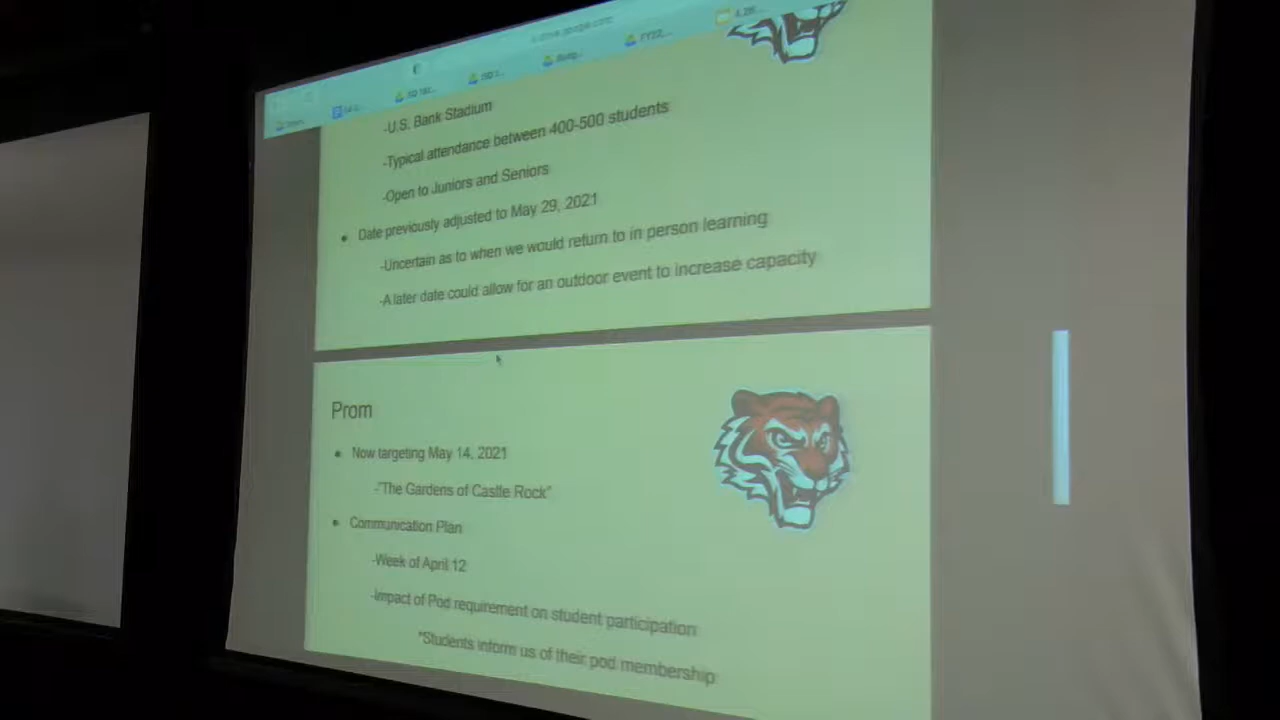 -U.S. Bank Stadium
-Typical attendance between 400-500 students
-Open to Juniors and Seniors
• Date previously adjusted to May 29, 2021
-Uncertain as to when we would return to in person learning
-A later date could allow for an outdoor event to increase capacity
Prom
• Now targeting May 14, 2021
-"The Gardens of Castle Rock"
• Communication Plan
-Week of April 12
-Impact of Pod requirement on student participation
*Students inform us of their pod membership